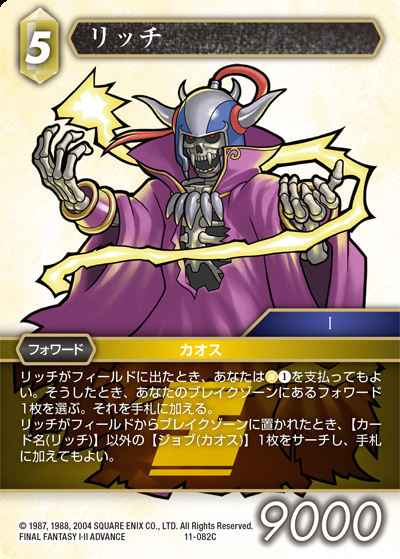 5
リッチ
I
フォワード
カオス
リッチがフィールドに出たとき、あなたは❶を支払ってもよ
い。そうしたとき、あなたのブレイクゾーンにあるフォワード
1枚を選ぶ。それを手札に加える。
リッチがフィールドからブレイクゾーンに置かれたとき、【カー
ド名(リッチ)】以外の【ジョブ(カオス)】1枚をサーチし、手札
に加えてもよい。
© 1987, 1988, 2004 SQUARE ENIX CO., LTD. All Rights Reserved.
FINAL FANTASY I·II ADVANCE
11-082C
9000